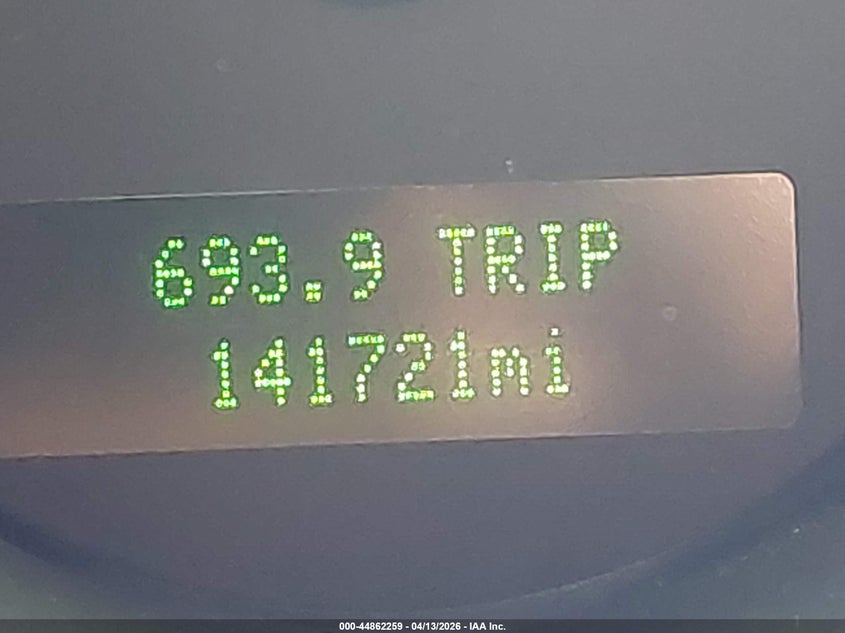 693.9 TRIP
141721mi
000-44862259 - 04/13/2026 - IAA Inc.